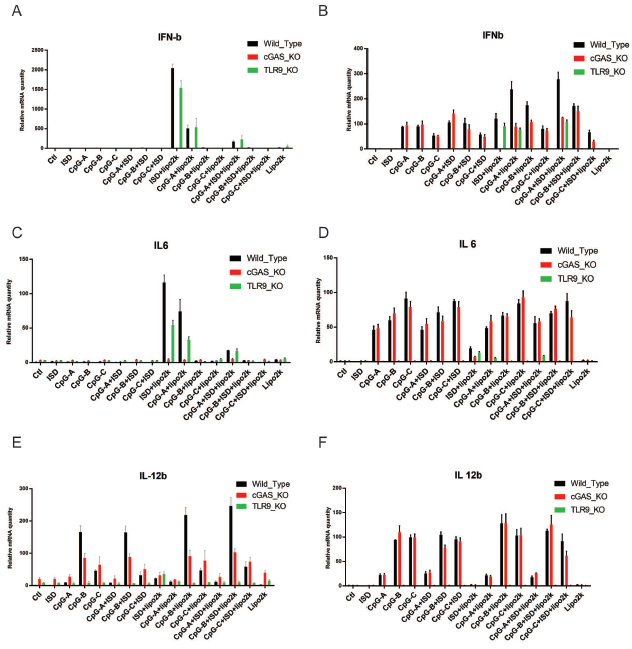 A
IFN-b
Wild_Type
cGAS_KO
TLR9_KO
Relative mRNA quantity
2500
2000
1500
1000
500
0
Ctl
ISD
CpG-A
CpG-B
CpG-C
CpG-A+ISD
CpG-B+ISD
CpG-C+ISD
ISD+lipo2k
CpG-A+lipo2k
CpG-B+lipo2k
CpG-C+lipo2k
CpG-A+ISD+lipo2k
CpG-B+ISD+lipo2k
CpG-C+ISD+lipo2k
Lipo2k
B
IFNb
Wild_Type
cGAS_KO
TLR9_KO
Relative mRNA quantity
400
300
200
100
0
Ctl
ISD
CpG-A
CpG-B
CpG-C
CpG-A+ISD
CpG-B+ISD
CpG-C+ISD
ISD+lipo2k
CpG-A+lipo2k
CpG-B+lipo2k
CpG-C+lipo2k
CpG-A+ISD+lipo2k
CpG-B+ISD+lipo2k
CpG-C+ISD+lipo2k
Lipo2k
C
IL6
Wild_Type
cGAS_KO
TLR9_KO
Relative mRNA quantity
150
100
50
0
Ctl
ISD
CpG-A
CpG-B
CpG-C
CpG-A+ISD
CpG-B+ISD
CpG-C+ISD
ISD+lipo2k
CpG-A+lipo2k
CpG-B+lipo2k
CpG-C+lipo2k
CpG-A+ISD+lipo2k
CpG-B+ISD+lipo2k
CpG-C+ISD+lipo2k
Lipo2k
D
IL 6
Wild_Type
cGAS_KO
TLR9_KO
Relative mRNA quantity
150
100
50
0
Ctl
ISD
CpG-A
CpG-B
CpG-C
CpG-A+ISD
CpG-B+ISD
CpG-C+ISD
ISD+lipo2k
CpG-A+lipo2k
CpG-B+lipo2k
CpG-C+lipo2k
CpG-A+ISD+lipo2k
CpG-B+ISD+lipo2k
CpG-C+ISD+lipo2k
Lipo2k
E
IL-12b
Wild_Type
cGAS_KO
TLR9_KO
Relative mRNA quantity
300
200
100
0
Ctl
ISD
CpG-A
CpG-B
CpG-C
CpG-A+ISD
CpG-B+ISD
CpG-C+ISD
ISD+lipo2k
CpG-A+lipo2k
CpG-B+lipo2k
CpG-C+lipo2k
CpG-A+ISD+lipo2k
CpG-B+ISD+lipo2k
CpG-C+ISD+lipo2k
Lipo2k
F
IL 12b
Wild_Type
cGAS_KO
TLR9_KO
Relative mRNA quantity
200
150
100
50
0
Ctl
ISD
CpG-A
CpG-B
CpG-C
CpG-A+ISD
CpG-B+ISD
CpG-C+ISD
ISD+lipo2k
CpG-A+lipo2k
CpG-B+lipo2k
CpG-C+lipo2k
CpG-A+ISD+lipo2k
CpG-B+ISD+lipo2k
CpG-C+ISD+lipo2k
Lipo2k